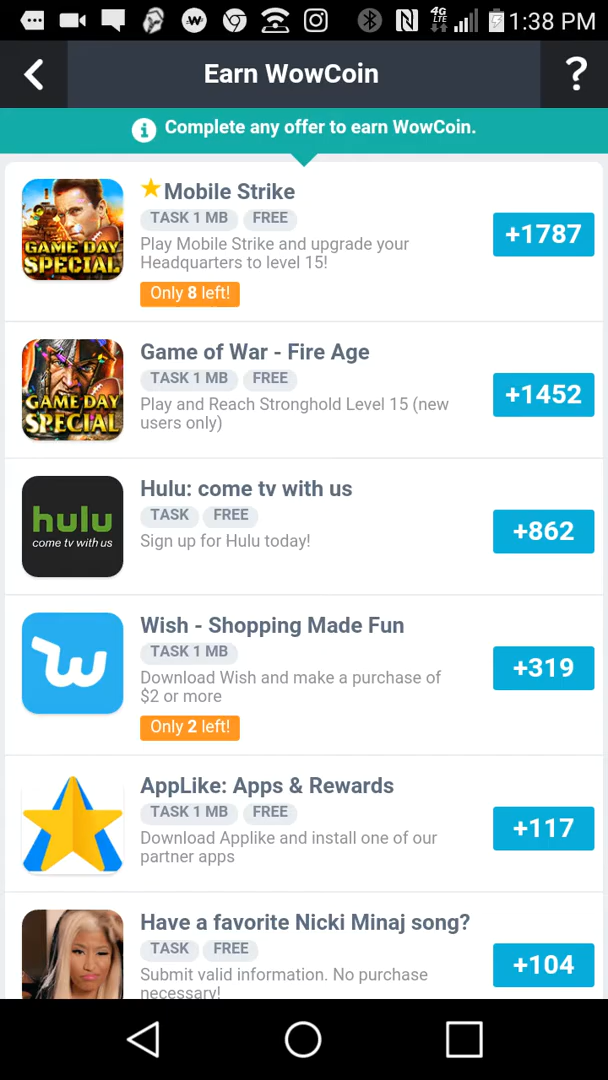 4G
LTE
1:38 PM
Earn WowCoin
?
Complete any offer to earn WowCoin.
GAME DAY
SPECIAL
Mobile Strike
TASK 1 MB FREE
Play Mobile Strike and upgrade your
Headquarters to level 15!
Only 8 left!
+1787
GAME DAY
SPECIAL
Game of War - Fire Age
TASK 1 MB FREE
Play and Reach Stronghold Level 15 (new
users only)
+1452
hulu
come tv with us
Hulu: come tv with us
TASK FREE
Sign up for Hulu today!
+862
w
Wish - Shopping Made Fun
TASK 1 MB
Download Wish and make a purchase of
$2 or more
Only 2 left!
+319
AppLike: Apps & Rewards
TASK 1 MB FREE
Download Applike and install one of our
partner apps
+117
Have a favorite Nicki Minaj song?
TASK FREE
Submit valid information. No purchase
necessary!
+104